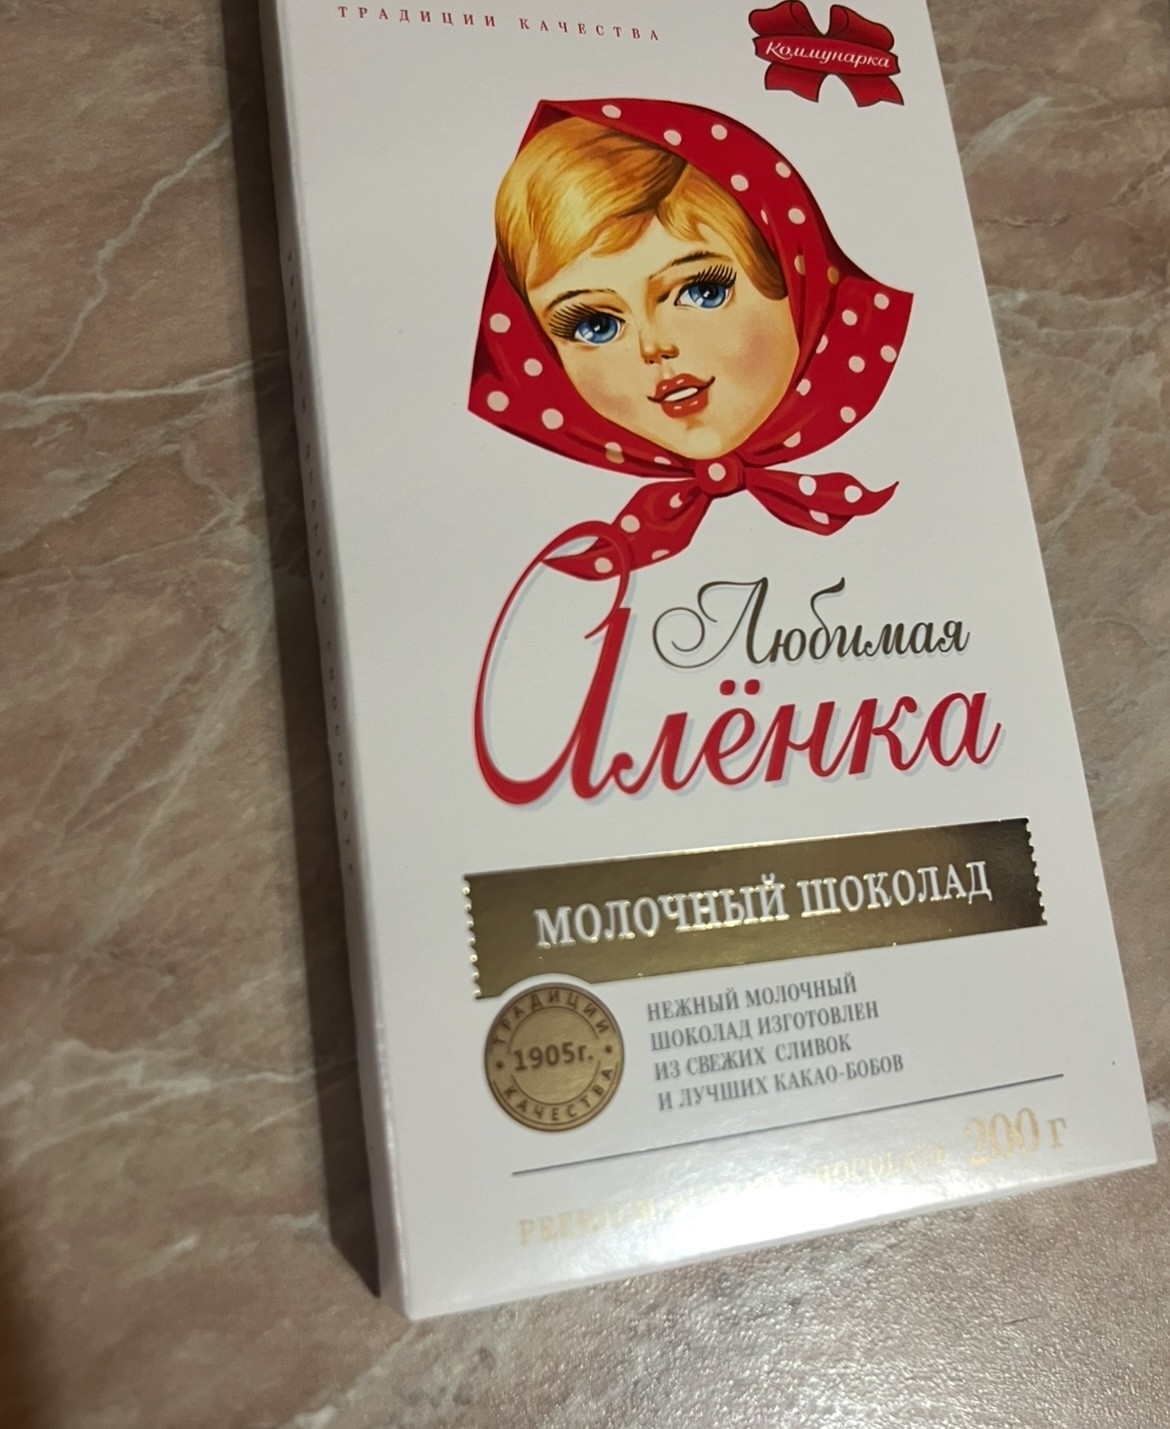 ТРАДИЦИИ КАЧЕСТВА
Коммунарка
Любимая
Алёнка
МОЛОЧНЫЙ ШОКОЛАД
ТРАДИЦИИ
1905г.
КАЧЕСТВА
НЕЖНЫЙ МОЛОЧНЫЙ
ШОКОЛАД ИЗГОТОВЛЕН
ИЗ СВЕЖИХ СЛИВОК
И ЛУЧШИХ КАКАО-БОБОВ
200 г